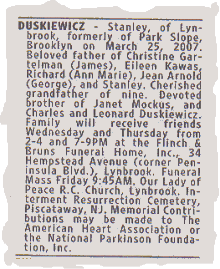 DUSKIEWICZ - Stanley, of Lyn-
brook, formerly of Park Slope,
Brooklyn on March 25, 2007.
Beloved father of Christine Gar-
telman (James), Eileen Kawas,
Richard (Ann Marie), Jean Arnold
(George), and Stanley. Cherished
grandfather of nine. Devoted
brother of Janet Mockus, and
Charles and Leonard Duskiewicz.
Family will receive friends
Wednesday and Thursday from
2-4 and 7-9PM at the Flinch &
Bruns Funeral Home, Inc., 34
Hempstead Avenue (corner Pen-
insula Blvd.), Lynbrook. Funeral
Mass Friday 9:45AM. Our Lady of
Peace R.C. Church, Lynbrook. In-
terment Resurrection Cemetery,
Piscataway, NJ. Memorial Contri-
butions may be made to The
American Heart Association or
the National Parkinson Founda-
tion, Inc.